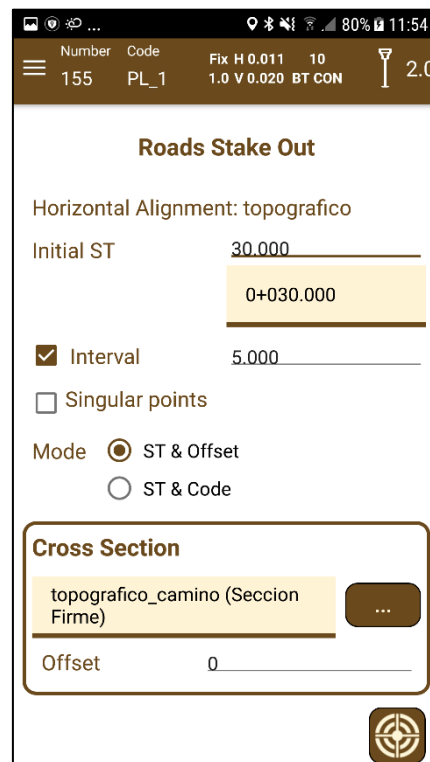 ... 80% 11:54
Number Code
155 PL_1
Fix H 0.011 10
1.0 V 0.020 BT CON
2.0
Roads Stake Out
Horizontal Alignment: topografico
Initial ST 30.000
0+030.000
Interval 5.000
Singular points
Mode ST & Offset
ST & Code
Cross Section
topografico_camino (Seccion
Firme)
...
Offset 0